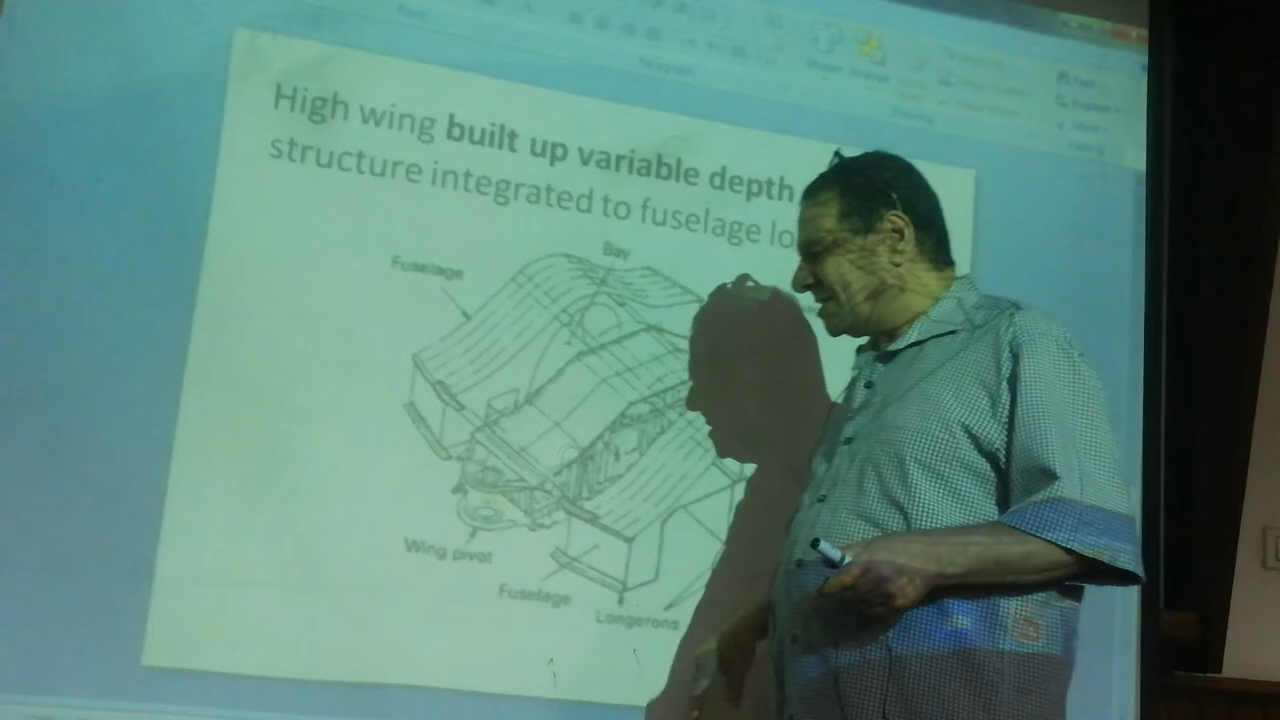 High wing built up variable depth
structure integrated to fuselage lo
Bay
Fuselage
Wing pivot
Fuselage
Longerons